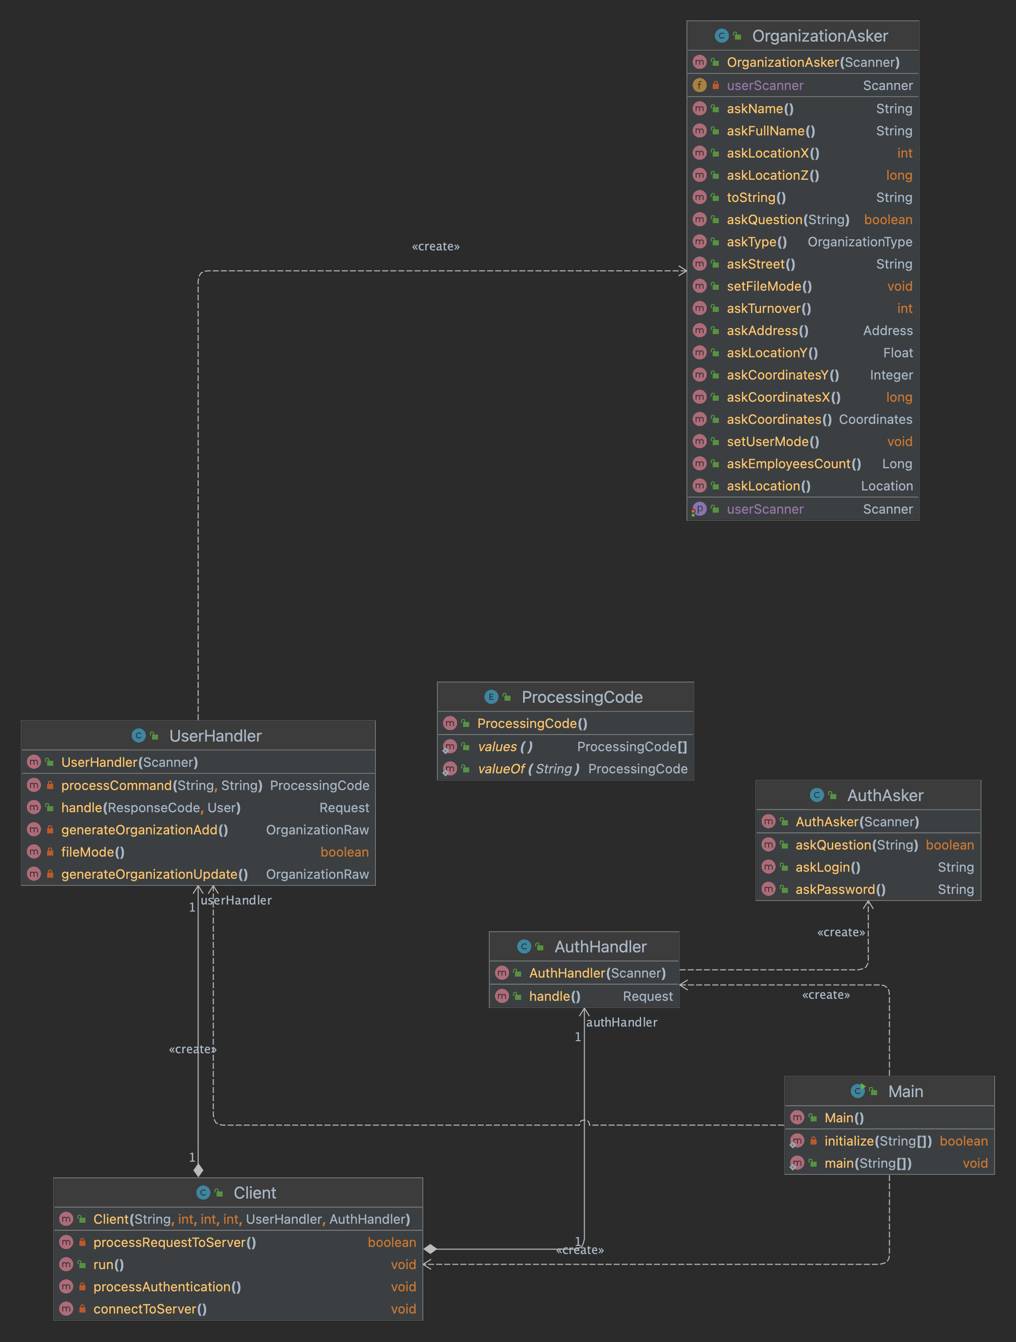 OrganizationAsker
OrganizationAsker(Scanner)
userScanner Scanner
askName() String
askFullName() String
askLocationX() int
askLocationZ() long
toString() String
askQuestion(String) boolean
askType() OrganizationType
askStreet() String
setFileMode() void
askTurnover() int
askAddress() Address
askLocationY() Float
askCoordinatesY() Integer
askCoordinatesX() long
askCoordinates() Coordinates
setUserMode() void
askEmployeesCount() Long
askLocation() Location
userScanner Scanner
«create»
ProcessingCode
ProcessingCode()
values() ProcessingCode[]
valueOf(String) ProcessingCode
UserHandler
UserHandler(Scanner)
processCommand(String, String) ProcessingCode
handle(ResponseCode, User) Request
generateOrganizationAdd() OrganizationRaw
fileMode() boolean
generateOrganizationUpdate() OrganizationRaw
1
userHandler
AuthAsker
AuthAsker(Scanner)
askQuestion(String) boolean
askLogin() String
askPassword() String
«create»
AuthHandler
AuthHandler(Scanner)
handle() Request
«create»
authHandler
1
«create»
Main
Main()
initialize(String[]) boolean
main(String[]) void
1
Client
Client(String, int, int, int, UserHandler, AuthHandler)
processRequestToServer() boolean
run() void
processAuthentication() void
connectToServer() void
1
«create»